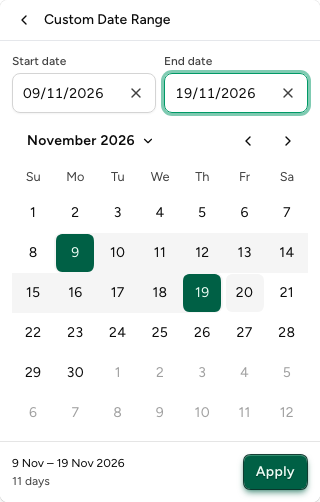 Custom Date Range
Start date End date
09/11/2026 19/11/2026
November 2026
Su Mo Tu We Th Fr Sa
1 2 3 4 5 6 7
8 9 10 11 12 13 14
15 16 17 18 19 20 21
22 23 24 25 26 27 28
29 30 1 2 3 4 5
6 7 8 9 10 11 12
9 Nov – 19 Nov 2026
11 days
Apply